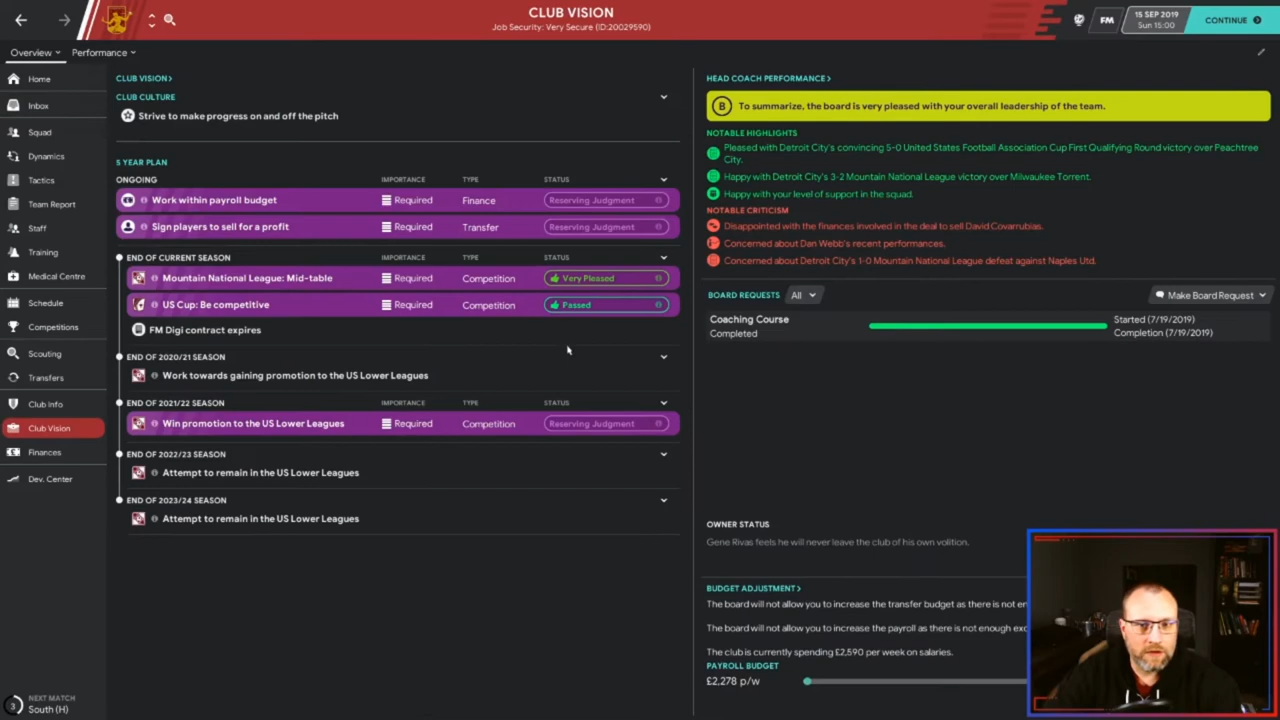 CLUB VISION
Job Security: Very Secure (ID:20029590)
FM
15 SEP 2019
Sun 15:00
CONTINUE
Overview
Performance
Home
Inbox
Squad
Dynamics
Tactics
Team Report
Staff
Training
Medical Centre
Schedule
Competitions
Scouting
Transfers
Club Info
Club Vision
Finances
Dev. Center
3
NEXT MATCH
South (H)
CLUB VISION>
CLUB CULTURE
Strive to make progress on and off the pitch
5 YEAR PLAN
ONGOING IMPORTANCE TYPE STATUS
Work within payroll budget Required Finance Reserving Judgment
Sign players to sell for a profit Required Transfer Reserving Judgment
END OF CURRENT SEASON IMPORTANCE TYPE STATUS
Mountain National League: Mid-table Required Competition Very Pleased
US Cup: Be competitive Required Competition Passed
FM Digi contract expires
END OF 2020/21 SEASON
Work towards gaining promotion to the US Lower Leagues
END OF 2021/22 SEASON IMPORTANCE TYPE STATUS
Win promotion to the US Lower Leagues Required Competition Reserving Judgment
END OF 2022/23 SEASON
Attempt to remain in the US Lower Leagues
END OF 2023/24 SEASON
Attempt to remain in the US Lower Leagues
HEAD COACH PERFORMANCE>
B To summarize, the board is very pleased with your overall leadership of the team.
NOTABLE HIGHLIGHTS
Pleased with Detroit City's convincing 5-0 United States Football Association Cup First Qualifying Round victory over Peachtree
City.
Happy with Detroit City's 3-2 Mountain National League victory over Milwaukee Torrent.
Happy with your level of support in the squad.
NOTABLE CRITICISM
Disappointed with the finances involved in the deal to sell David Covarrubias.
Concerned about Dan Webb's recent performances.
Concerned about Detroit City's 1-0 Mountain National League defeat against Naples Utd.
BOARD REQUESTS All Make Board Request
Coaching Course Started (7/19/2019)
Completed Completion (7/19/2019)
OWNER STATUS
Gene Rivas feels he will never leave the club of his own volition.
BUDGET ADJUSTMENT>
The board will not allow you to increase the transfer budget as there is not
The board will not allow you to increase the payroll as there is not enough
The club is currently spending £2,590 per week on salaries.
PAYROLL BUDGET
£2,278 p/w